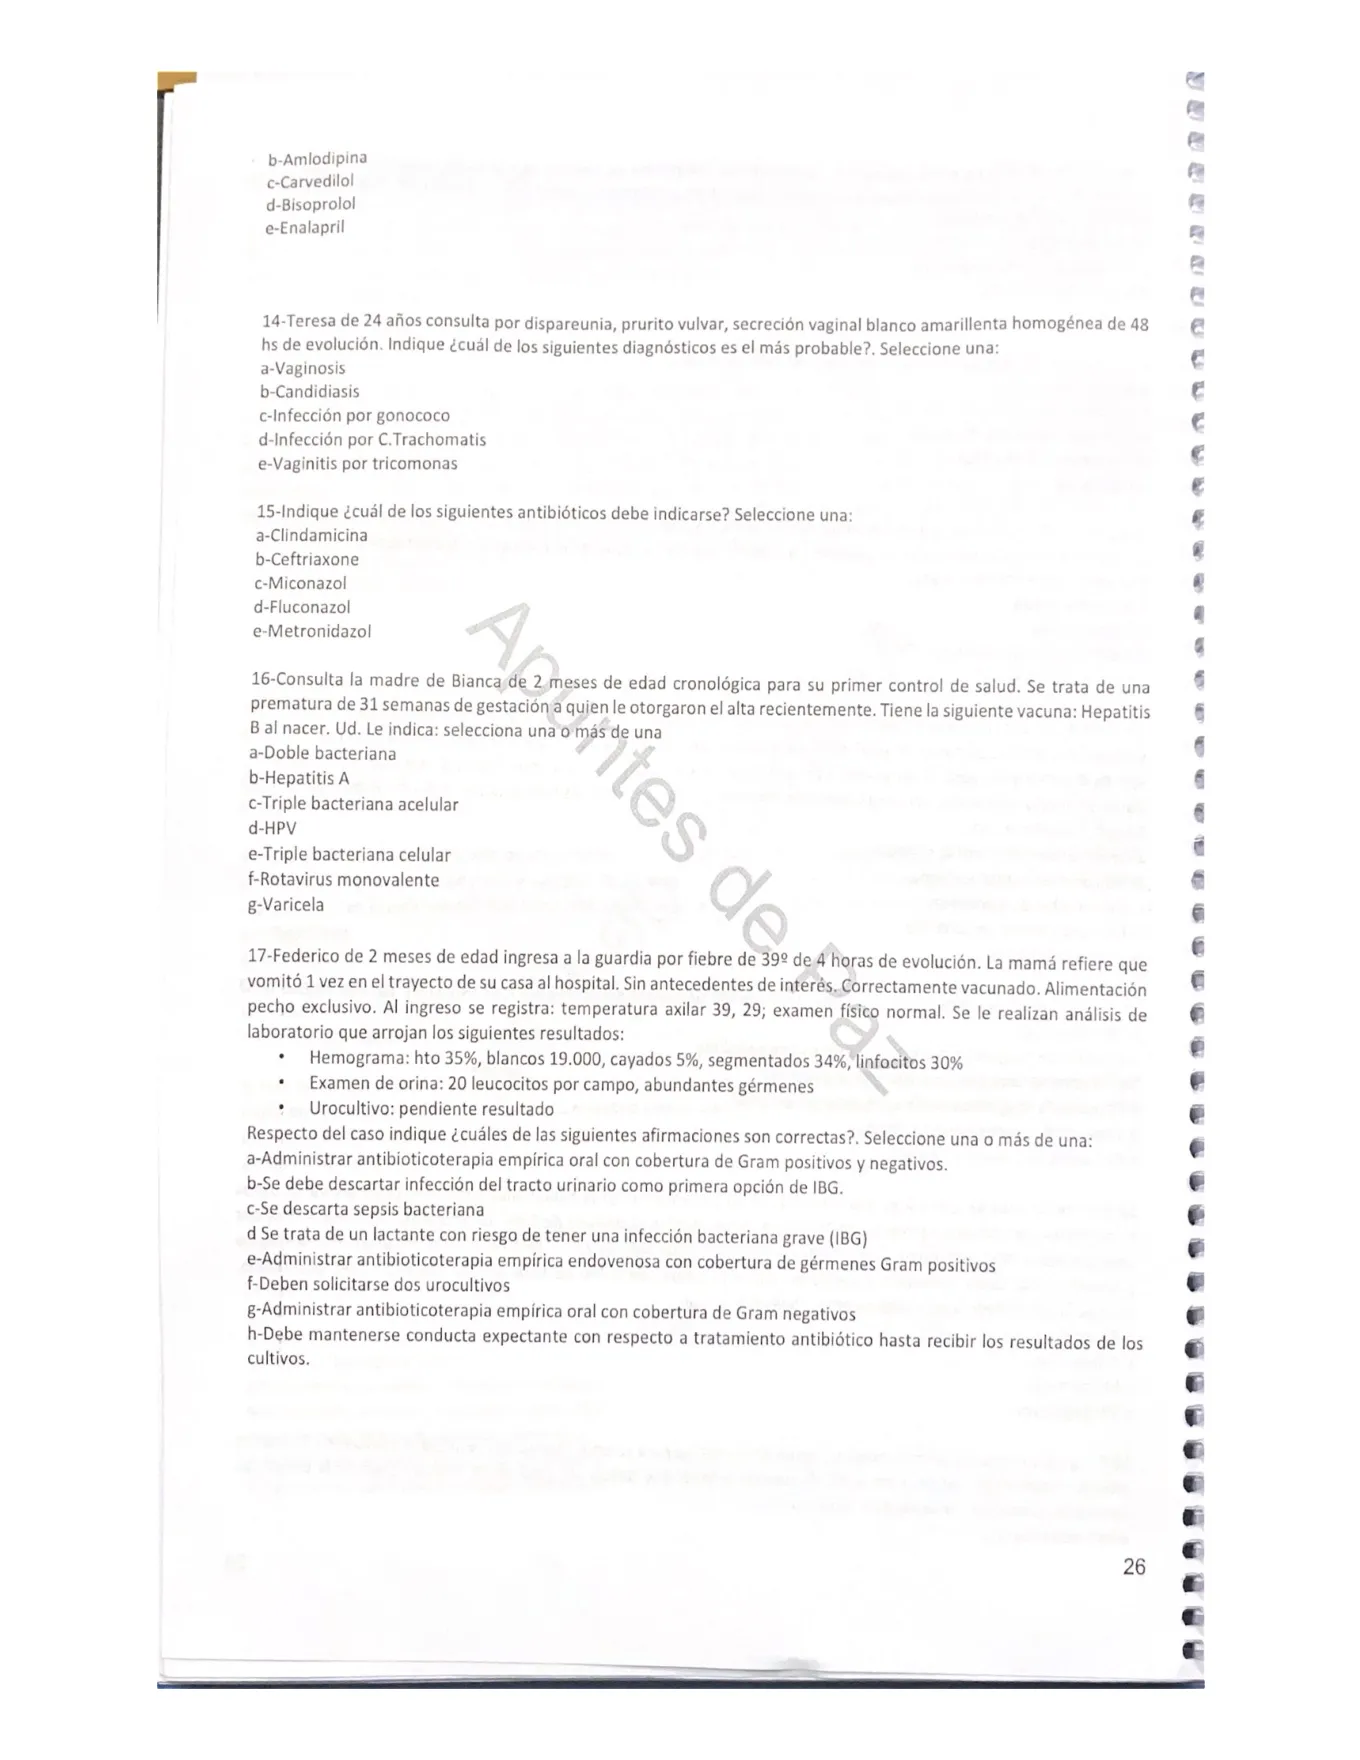 b-Amlodipina
c-Carvedilol
d-Bisoprolol
e-Enalapril
14-Teresa de 24 años consulta por dispareunia, prurito vulvar, secreción vaginal blanco amarillenta homogénea de 48
hs de evolución. Indique ¿cuál de los siguientes diagnósticos es el más probable?. Seleccione una:
a-Vaginosis
b-Candidiasis
c-Infección por gonococo
d-Infección por C.Trachomatis
e-Vaginitis por tricomonas
15-Indique ¿cuál de los siguientes antibióticos debe indicarse? Seleccione una:
a-Clindamicina
b-Ceftriaxone
c-Miconazol
d-Fluconazol
e-Metronidazol
16-Consulta la madre de Bianca de 2 meses de edad cronológica para su primer control de salud. Se trata de una
prematura de 31 semanas de gestación a quien le otorgaron el alta recientemente. Tiene la siguiente vacuna: Hepatitis
B al nacer. Ud. Le indica: selecciona una o más de una
a-Doble bacteriana
b-Hepatitis A
c-Triple bacteriana acelular
d-HPV
e-Triple bacteriana celular
f-Rotavirus monovalente
g-Varicela
17-Federico de 2 meses de edad ingresa a la guardia por fiebre de 39º de 4 horas de evolución. La mamá refiere que
vomitó 1 vez en el trayecto de su casa al hospital. Sin antecedentes de interés. Correctamente vacunado. Alimentación
pecho exclusivo. Al ingreso se registra: temperatura axilar 39, 29; examen físico normal. Se le realizan análisis de
laboratorio que arrojan los siguientes resultados:
• Hemograma: hto 35%, blancos 19.000, cayados 5%, segmentados 34%, linfocitos 30%
• Examen de orina: 20 leucocitos por campo, abundantes gérmenes
• Urocultivo: pendiente resultado
Respecto del caso indique ¿cuáles de las siguientes afirmaciones son correctas?. Seleccione una o más de una:
a-Administrar antibioticoterapia empírica oral con cobertura de Gram positivos y negativos.
b-Se debe descartar infección del tracto urinario como primera opción de IBG.
c-Se descarta sepsis bacteriana
d Se trata de un lactante con riesgo de tener una infección bacteriana grave (IBG)
e-Administrar antibioticoterapia empírica endovenosa con cobertura de gérmenes Gram positivos
f-Deben solicitarse dos urocultivos
g-Administrar antibioticoterapia empírica oral con cobertura de Gram negativos
h-Debe mantenerse conducta expectante con respecto a tratamiento antibiótico hasta recibir los resultados de los
cultivos.
Apuntes de Paz
26